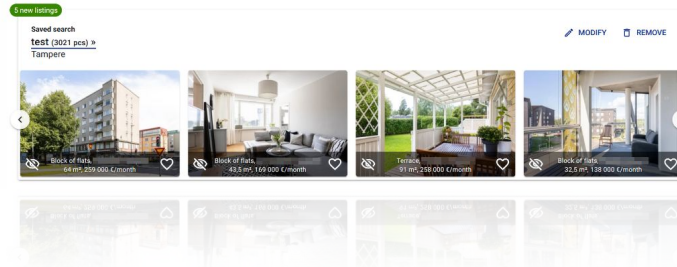 5 new listings
Saved search
test (3021 pcs) »
Tampere
MODIFY
REMOVE
Block of flats,
64 m², 259 000 €/month
Block of flats,
43,5 m², 169 000 €/month
Terrace,
91 m², 258 000 €/month
Block of flats,
32,5 m², 138 000 €/month